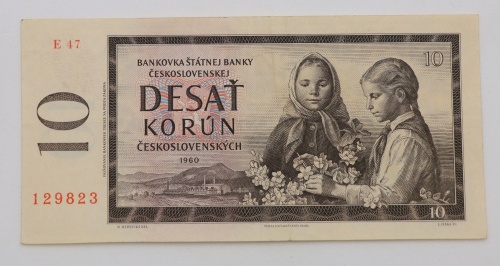 E 47
BANKOVKA ŠTÁTNEJ BANKY
ČESKOSLOVENSKEJ
DESAŤ
KORÚN
ČESKOSLOVENSKÝCH
1960
10
10
129823
10